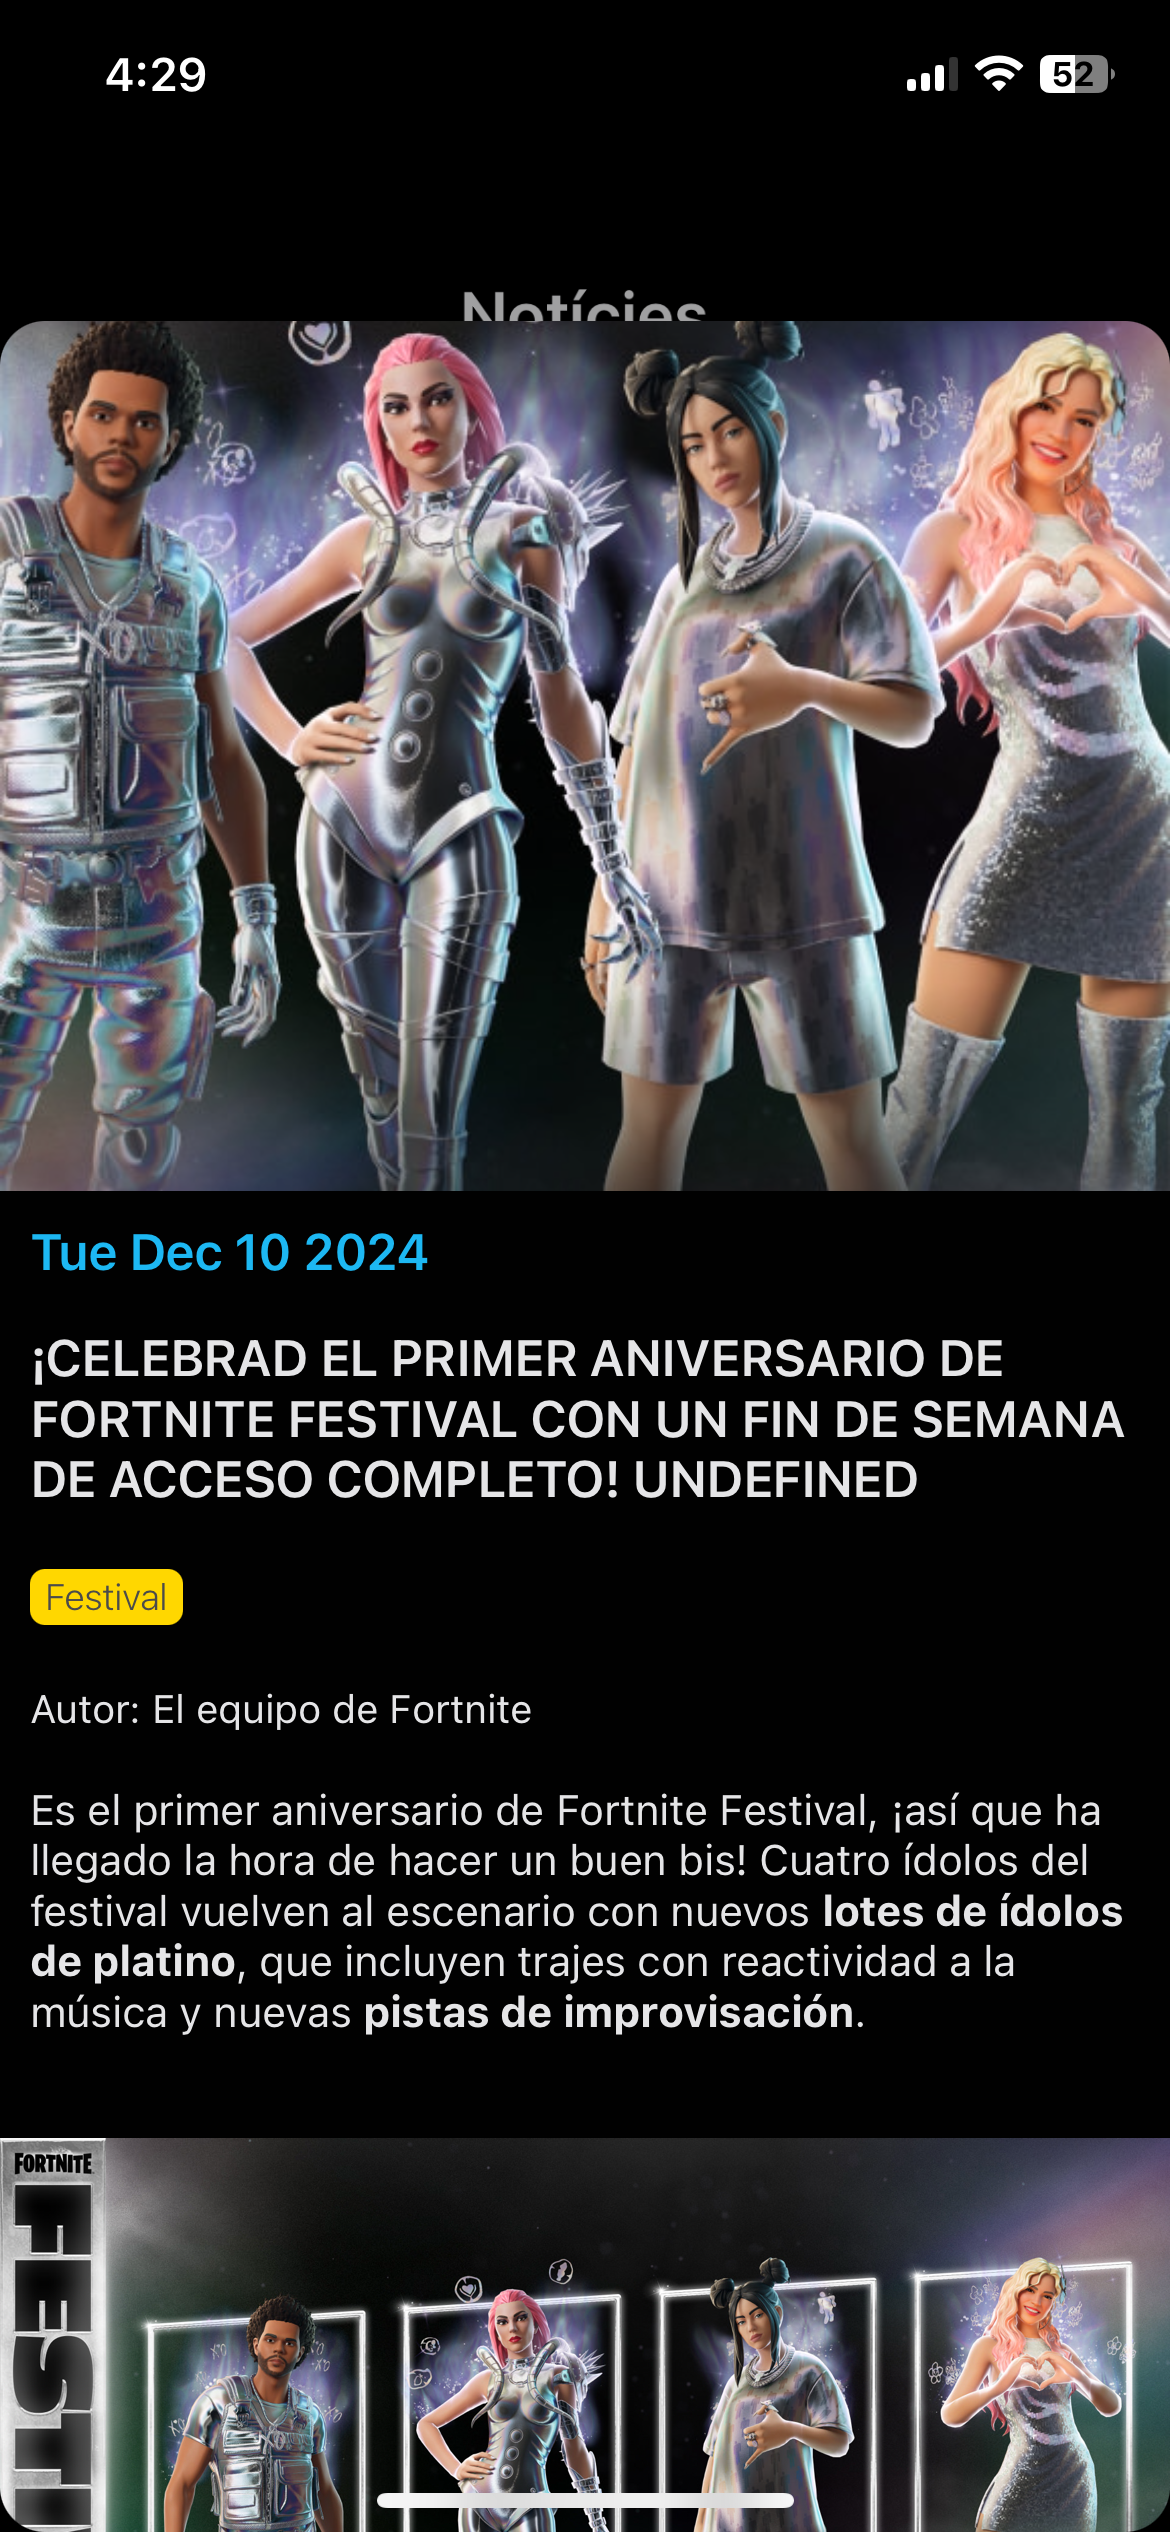 4:29
52
Notícies
Tue Dec 10 2024
¡CELEBRAD EL PRIMER ANIVERSARIO DE
FORTNITE FESTIVAL CON UN FIN DE SEMANA
DE ACCESO COMPLETO! UNDEFINED
Festival
Autor: El equipo de Fortnite
Es el primer aniversario de Fortnite Festival, ¡así que ha
llegado la hora de hacer un buen bis! Cuatro ídolos del
festival vuelven al escenario con nuevos lotes de ídolos
de platino, que incluyen trajes con reactividad a la
música y nuevas pistas de improvisación.
FORTNITE
FESTI